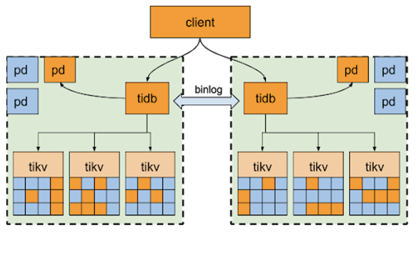 client
pd pd
pd
tidb
binlog
tidb
pd pd
pd
tikv tikv tikv
tikv tikv tikv